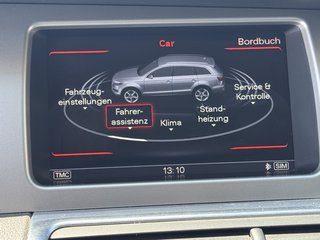 Car
Bordbuch
Fahrzeug-
einstellungen
Service &
Kontrolle
Fahrer-
assistenz
Klima
Stand-
heizung
TMC
13:10
SIM